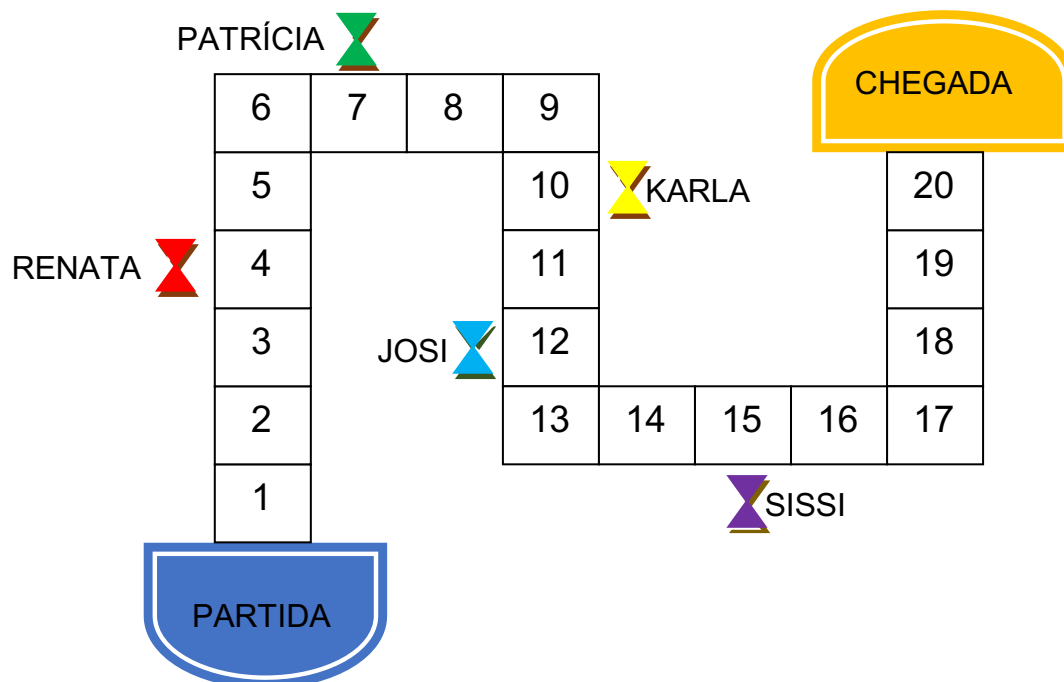 PATRÍCIA
CHEGADA
6 7 8 9
5 10 KARLA 20
RENATA 4 11 19
3 JOSI 12 18
2 13 14 15 16 17
1
SISSI
PARTIDA